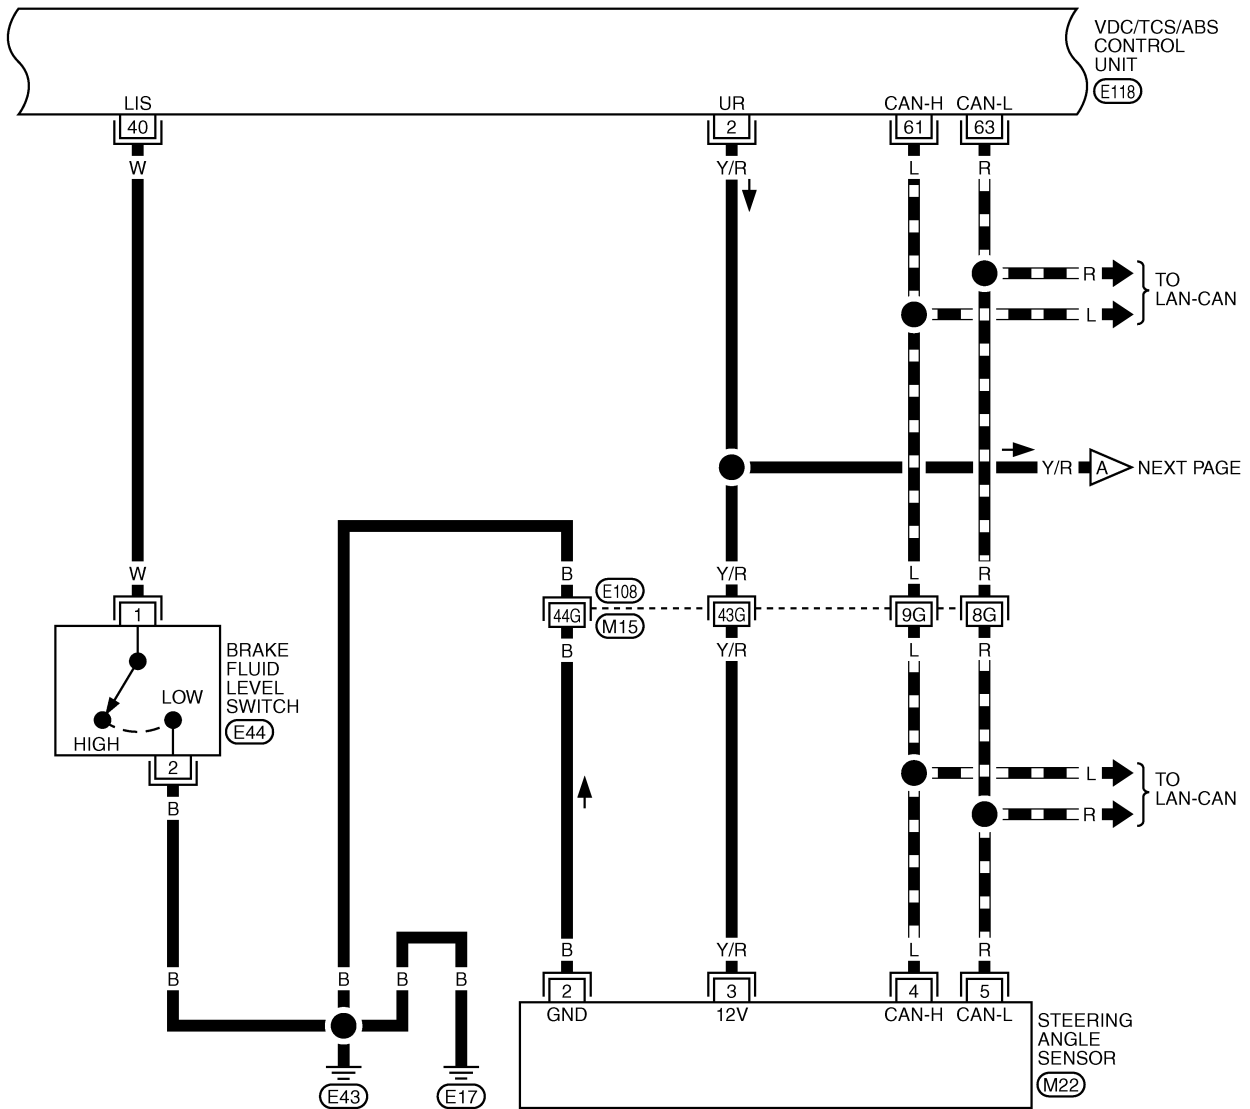 VDC/TCS/ABS
CONTROL
UNIT
E118
LIS
UR
CAN-H
CAN-L
40
2
61
63
W
Y/R
L
R
R
TO
LAN-CAN
L
Y/R
A
NEXT PAGE
W
B
Y/R
L
R
E108
1
44G
43G
9G
8G
M15
B
Y/R
L
R
BRAKE
FLUID
LEVEL
SWITCH
E44
LOW
HIGH
2
B
L
TO
LAN-CAN
R
B
Y/R
L
R
B
B
B
B
2
3
4
5
GND
12V
CAN-H
CAN-L
STEERING
ANGLE
SENSOR
M22
E43
E17